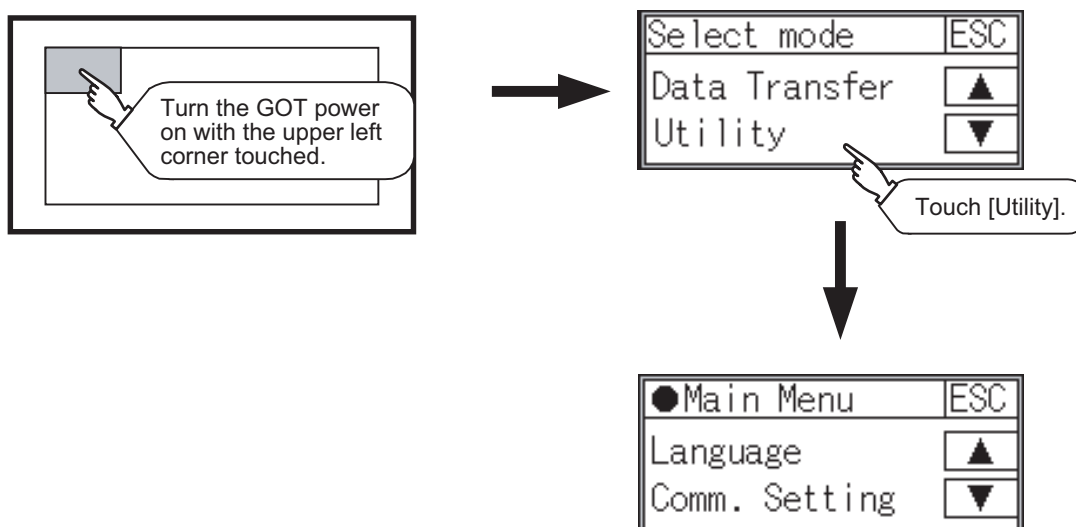 Turn the GOT power
on with the upper left
corner touched.
Select mode ESC
Data Transfer ▲
Utility ▼
Touch [Utility].
●Main Menu ESC
Language ▲
Comm. Setting ▼